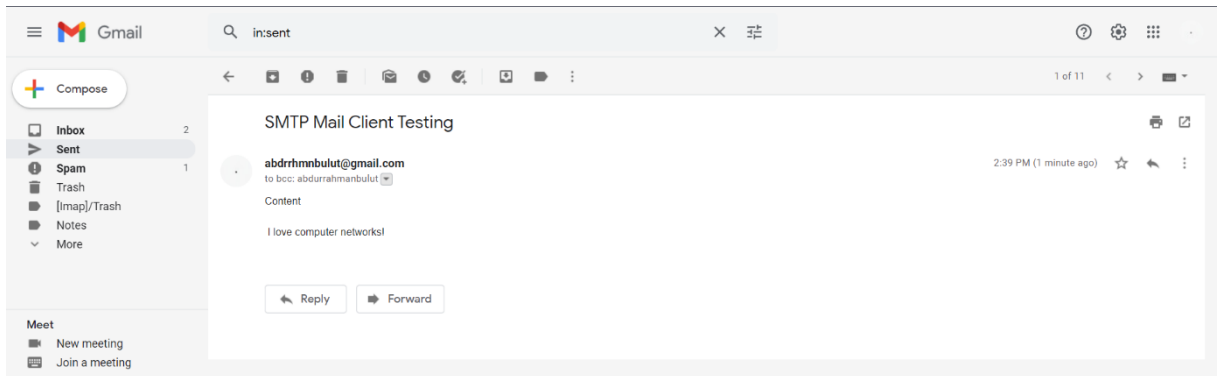 Gmail
in:sent
Compose
1 of 11
Inbox 2
Sent
Spam 1
Trash
[Imap]/Trash
Notes
More
SMTP Mail Client Testing
abdrrhmnbulut@gmail.com
2:39 PM (1 minute ago)
to bcc: abdurrahmanbulut
Content
I love computer networks!
Reply
Forward
Meet
New meeting
Join a meeting